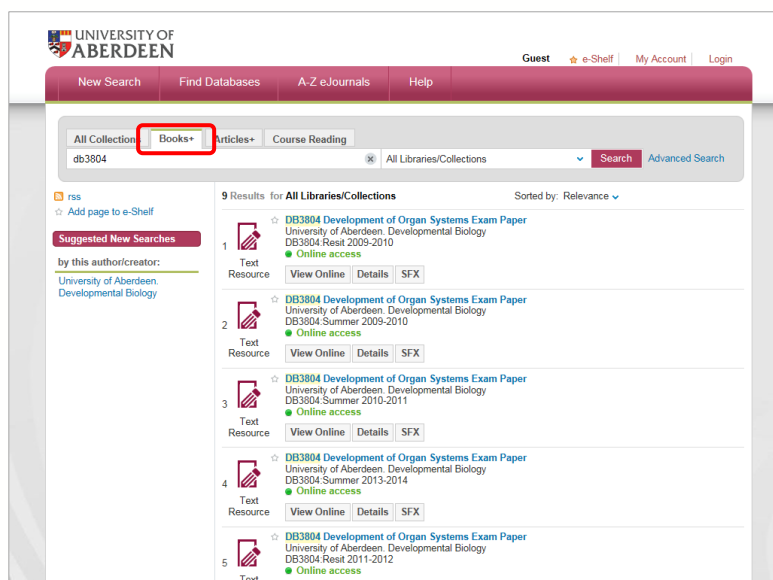 UNIVERSITY OF
ABERDEEN
Guest e-Shelf My Account Login
New Search Find Databases A-Z eJournals Help
All Collection Books+ Articles+ Course Reading
db3804 All Libraries/Collections Search Advanced Search
rss
Add page to e-Shelf
Suggested New Searches
by this author/creator:
University of Aberdeen.
Developmental Biology
9 Results for All Libraries/Collections Sorted by: Relevance
1
Text
Resource
DB3804 Development of Organ Systems Exam Paper
University of Aberdeen. Developmental Biology
DB3804:Resit 2009-2010
Online access
View Online Details SFX
2
Text
Resource
DB3804 Development of Organ Systems Exam Paper
University of Aberdeen. Developmental Biology
DB3804:Summer 2009-2010
Online access
View Online Details SFX
3
Text
Resource
DB3804 Development of Organ Systems Exam Paper
University of Aberdeen. Developmental Biology
DB3804:Summer 2010-2011
Online access
View Online Details SFX
4
Text
Resource
DB3804 Development of Organ Systems Exam Paper
University of Aberdeen. Developmental Biology
DB3804:Summer 2013-2014
Online access
View Online Details SFX
5
Text
DB3804 Development of Organ Systems Exam Paper
University of Aberdeen. Developmental Biology
DB3804:Resit 2011-2012
Online access